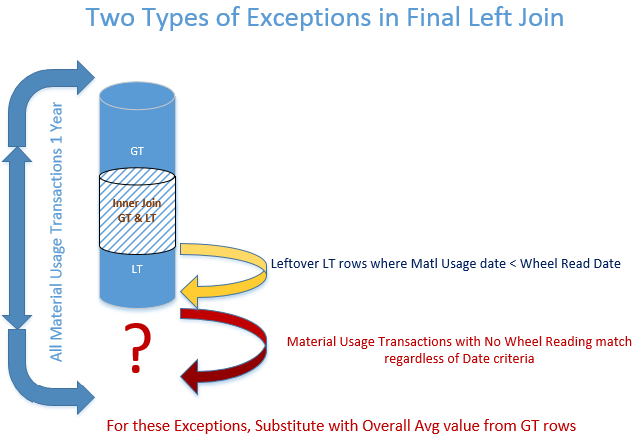 Two Types of Exceptions in Final Left Join
All Material Usage Transactions 1 Year
GT
Inner Join
GT & LT
LT
Leftover LT rows where Matl Usage date < Wheel Read Date
?
Material Usage Transactions with No Wheel Reading match
regardless of Date criteria
For these Exceptions, Substitute with Overall Avg value from GT rows